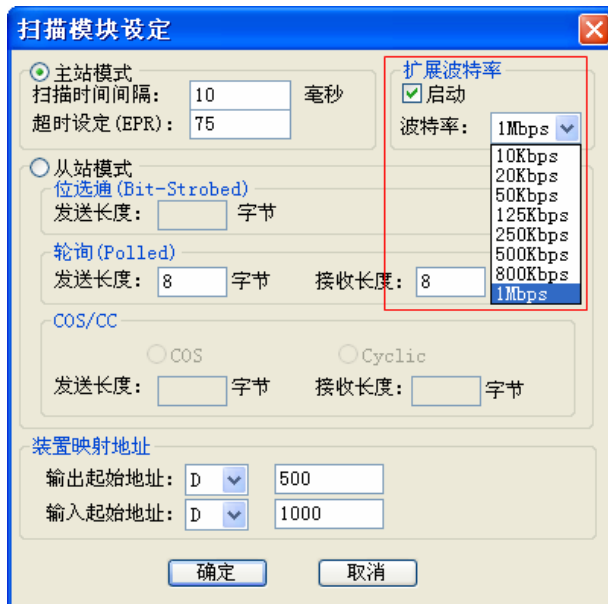 扫描模块设定
主站模式
扫描时间间隔: 10 毫秒
超时设定(EPR): 75
扩展波特率
启动
波特率: 1Mbps
10Kbps
20Kbps
50Kbps
125Kbps
250Kbps
500Kbps
800Kbps
1Mbps
从站模式
位选通(Bit-Strobed)
发送长度: 字节
轮询(Polled)
发送长度: 8 字节 接收长度: 8
COS/CC
COS Cyclic
发送长度: 字节 接收长度: 字节
装置映射地址
输出起始地址: D 500
输入起始地址: D 1000
确定 取消